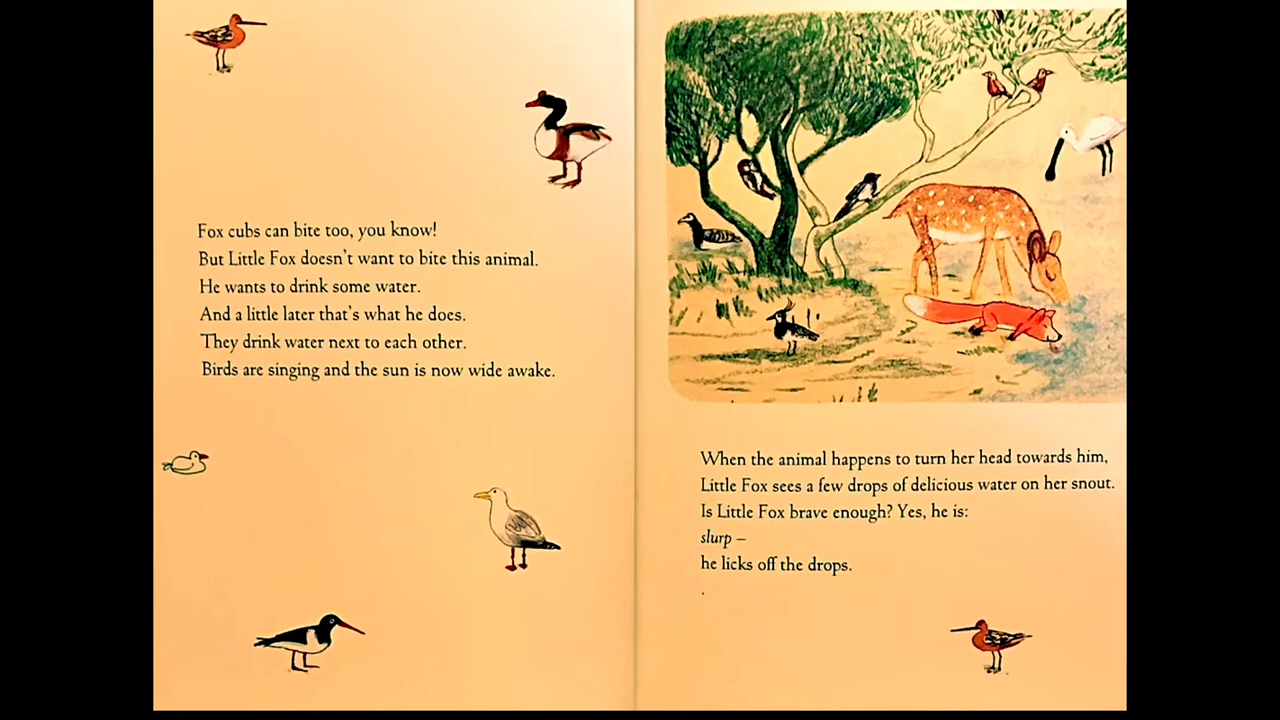 Fox cubs can bite too, you know!
But Little Fox doesn't want to bite this animal.
He wants to drink some water.
And a little later that's what he does.
They drink water next to each other.
Birds are singing and the sun is now wide awake.
When the animal happens to turn her head towards him,
Little Fox sees a few drops of delicious water on her snout.
Is Little Fox brave enough? Yes, he is:
slurp –
he licks off the drops.